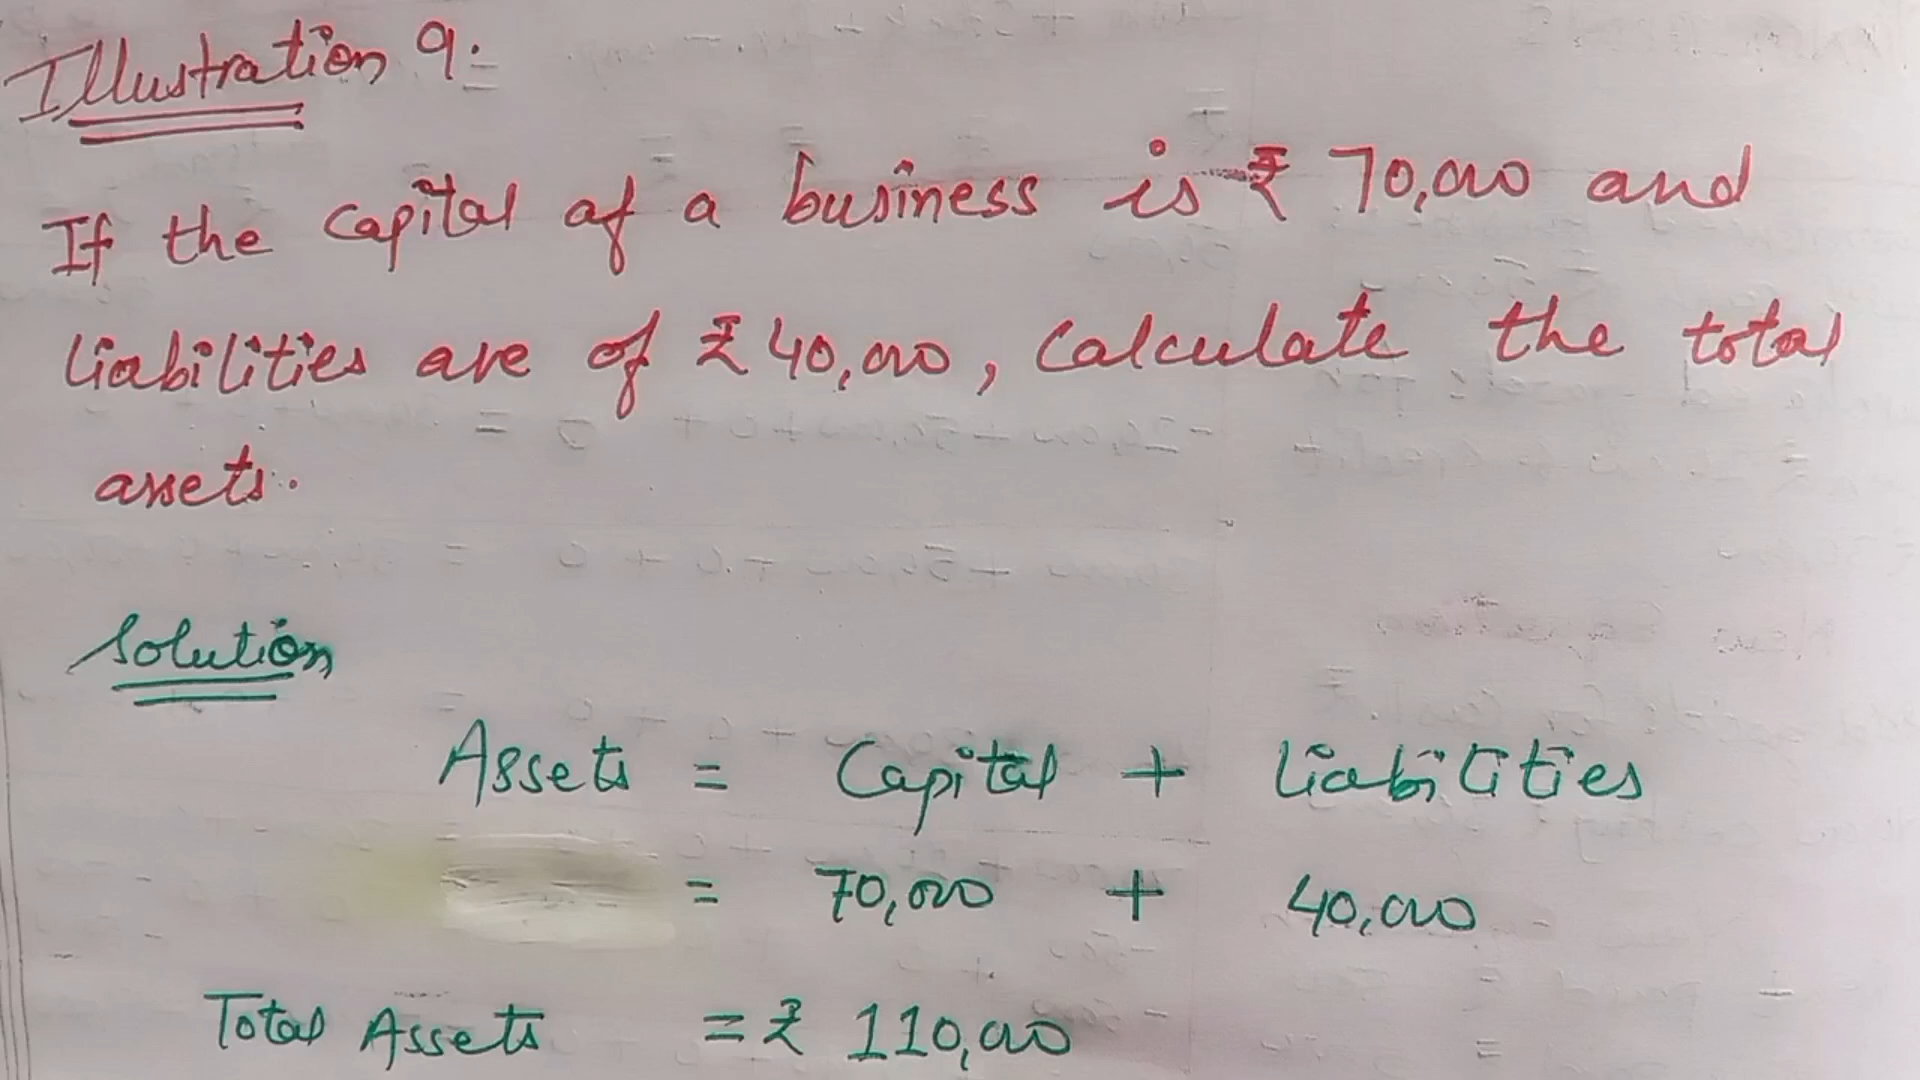 Illustration 9:-
If the capital of a business is ₹ 70,000 and
liabilities are of ₹ 40,000, Calculate the total
assets.
Solution
Assets = Capital + liabilities
= 70,000 + 40,000
Total Assets = ₹ 110,000